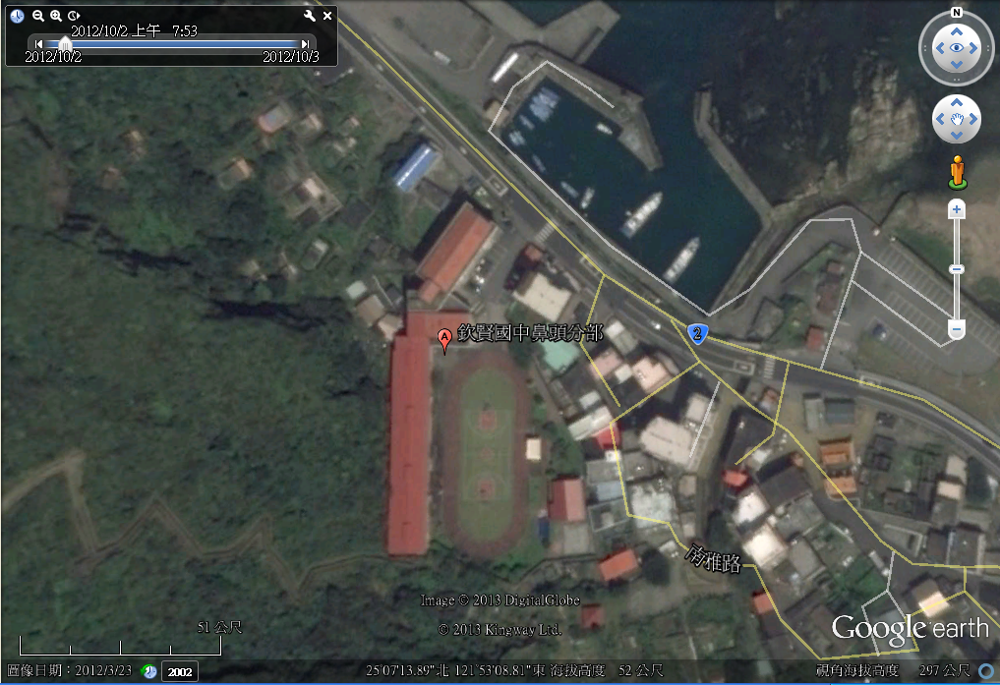 2012/10/2 上午 7:53
2012/10/2
2012/10/3
N
A 欽賢國中鼻頭分部
2
南雅路
Image © 2013 DigitalGlobe
© 2013 Kingway Ltd.
Google earth
51 公尺
圖像日期：2012/3/23
2002
25°07'13.89"北 121°53'08.81"東 海拔高度 52 公尺
視角海拔高度 297 公尺